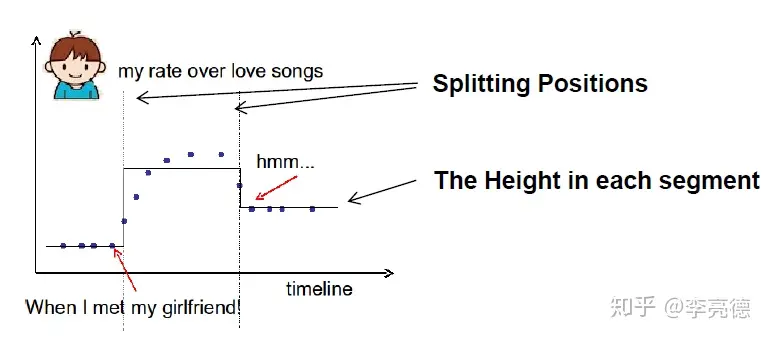 my rate over love songs
Splitting Positions
hmm...
The Height in each segment
timeline
When I met my girlfriend!
知乎 @李亮德